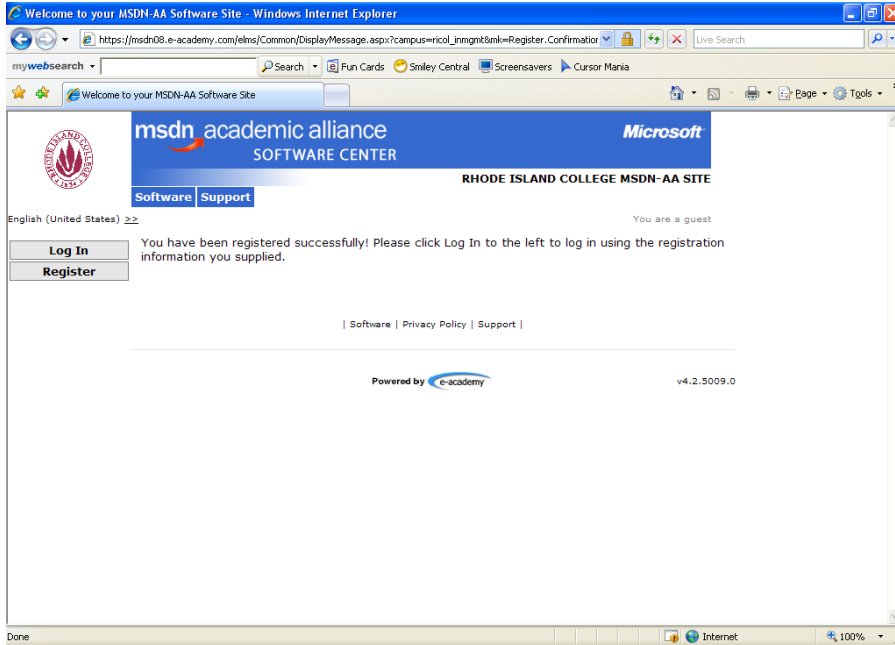 Welcome to your MSDN-AA Software Site - Windows Internet Explorer
https://msdn08.e-academy.com/elms/Common/DisplayMessage.aspx?campus=ricol_inmgmt&mk=Register.Confirmation
Live Search
mywebsearch Search Fun Cards Smiley Central Screensavers Cursor Mania
Welcome to your MSDN-AA Software Site Page Tools
msdn academic alliance Microsoft
SOFTWARE CENTER
RHODE ISLAND COLLEGE MSDN-AA SITE
Software Support
English (United States) >> You are a guest
Log In
Register
You have been registered successfully! Please click Log In to the left to log in using the registration
information you supplied.
| Software | Privacy Policy | Support |
Powered by e-academy v4.2.5009.0
Done Internet 100%